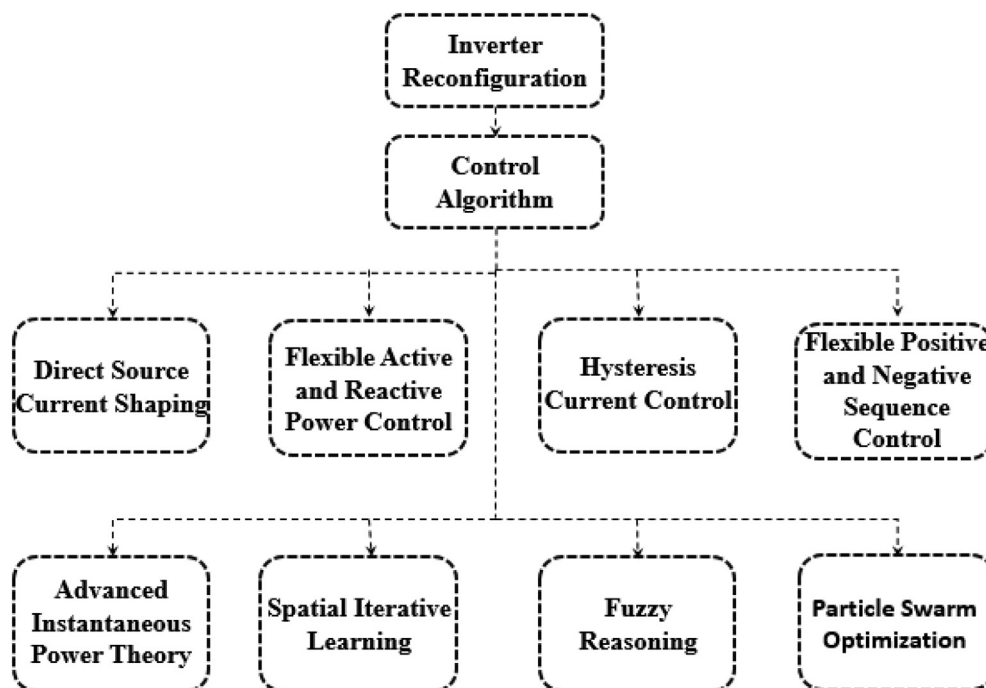 Inverter
Reconfiguration
Control
Algorithm
Direct Source
Current Shaping
Flexible Active
and Reactive
Power Control
Hysteresis
Current Control
Flexible Positive
and Negative
Sequence
Control
Advanced
Instantaneous
Power Theory
Spatial Iterative
Learning
Fuzzy
Reasoning
Particle Swarm
Optimization